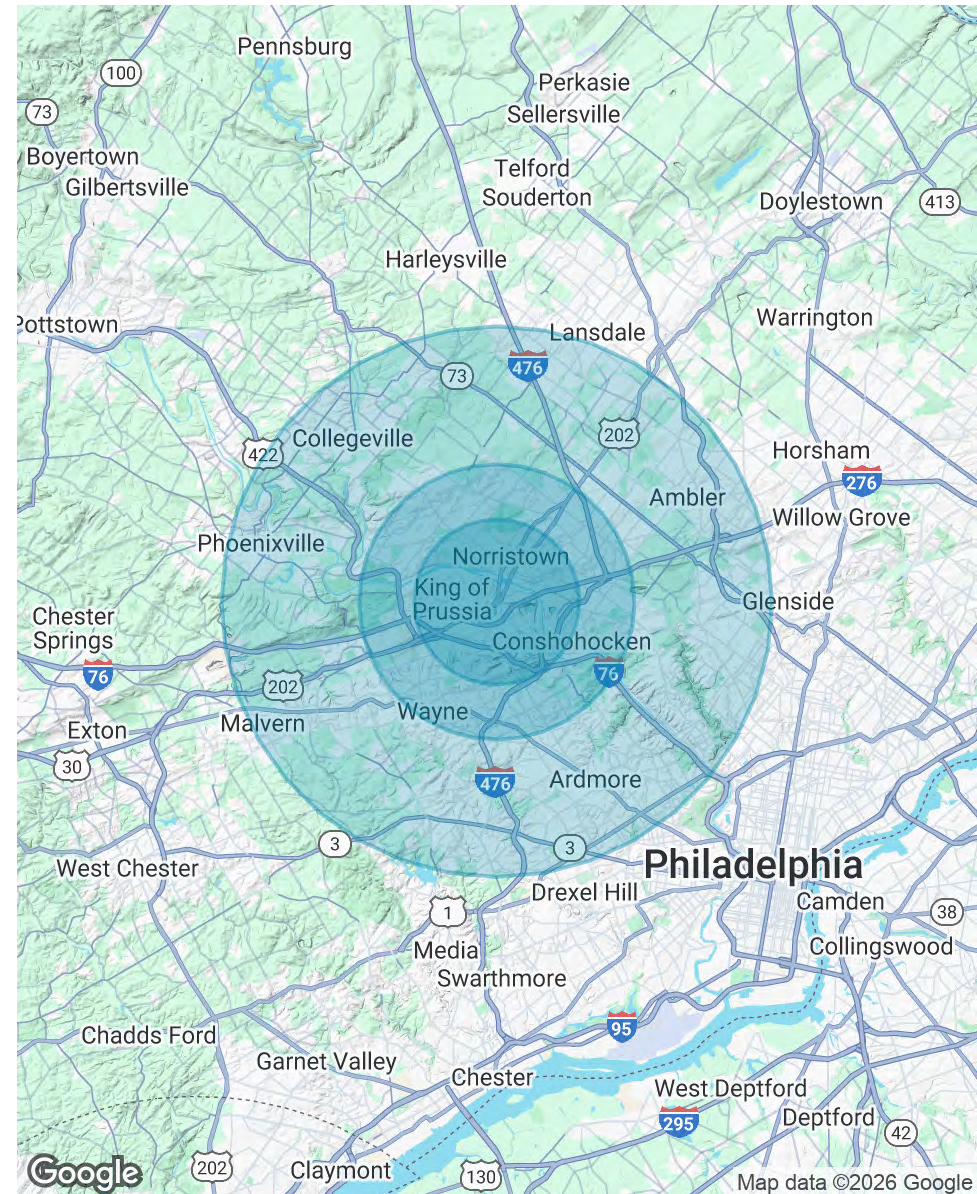 Pennsburg
100
Perkasie
73
Sellersville
Boyertown
Telford
Gilbertsville
Souderton
Doylestown
413
Harleysville
Pottstown
Warrington
Lansdale
476
73
202
Collegeville
422
Horsham
276
Ambler
Willow Grove
Phoenixville
Norristown
King of
Prussia
Glenside
Chester
Springs
Conshohocken
76
76
202
Wayne
Malvern
Exton
30
476
Ardmore
3
3
West Chester
Philadelphia
Drexel Hill
Camden
1
38
Media
Collingswood
Swarthmore
95
Chadds Ford
Garnet Valley
Chester
West Deptford
295
Deptford
42
Google
202
Claymont
130
Map data ©2026 Google